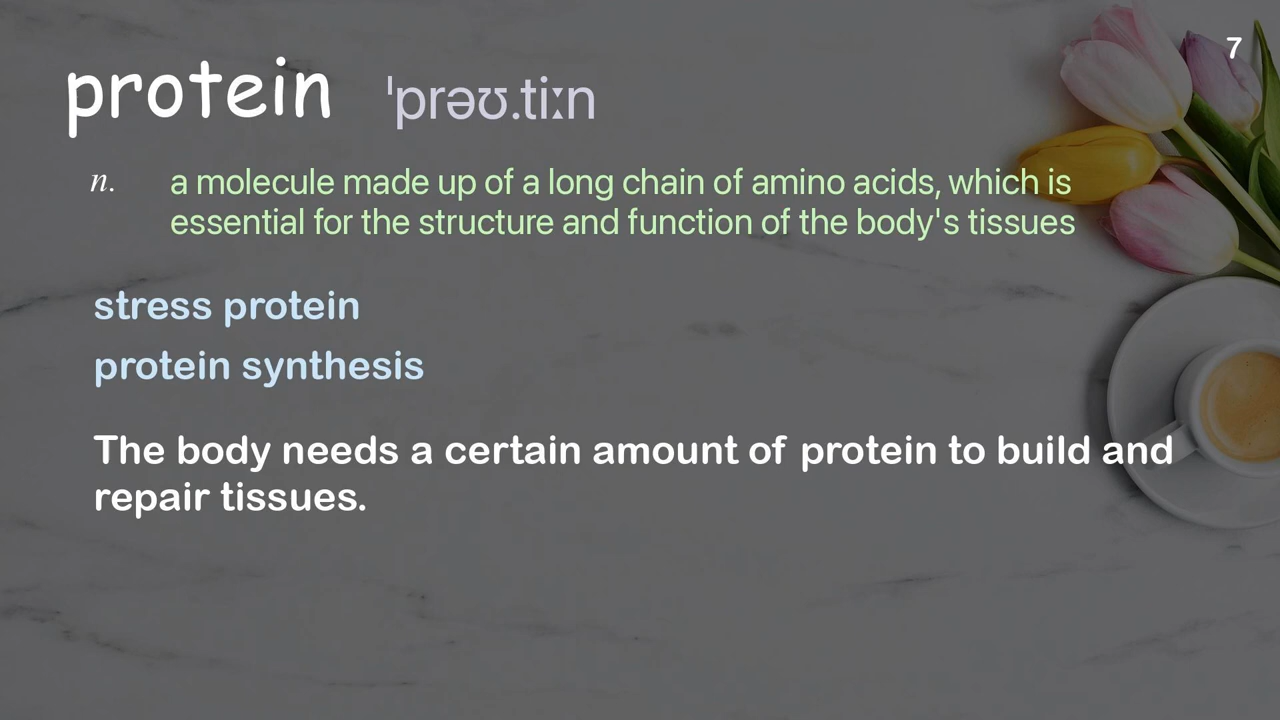 7
protein ˈprəʊ.tiːn
n. a molecule made up of a long chain of amino acids, which is
essential for the structure and function of the body's tissues
stress protein
protein synthesis
The body needs a certain amount of protein to build and
repair tissues.